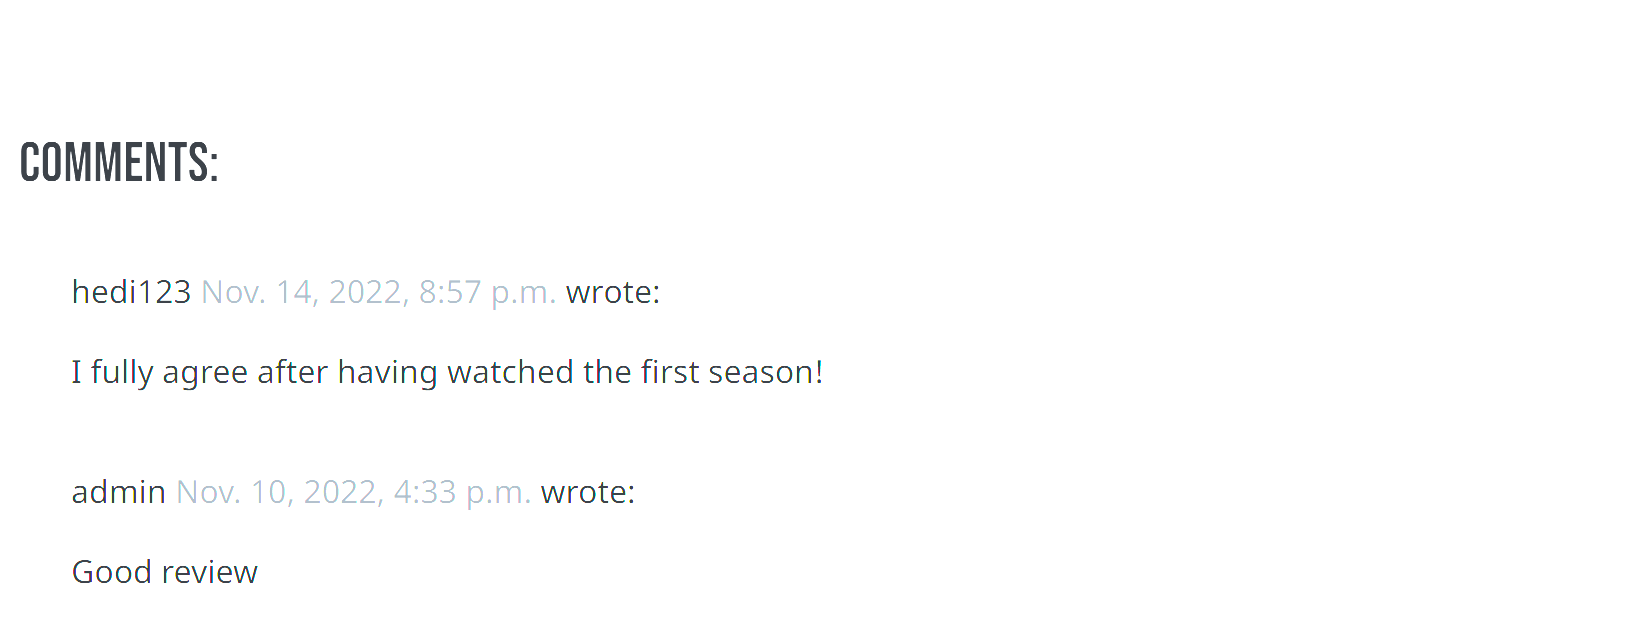 COMMENTS:
hedi123 Nov. 14, 2022, 8:57 p.m. wrote:
I fully agree after having watched the first season!
admin Nov. 10, 2022, 4:33 p.m. wrote:
Good review